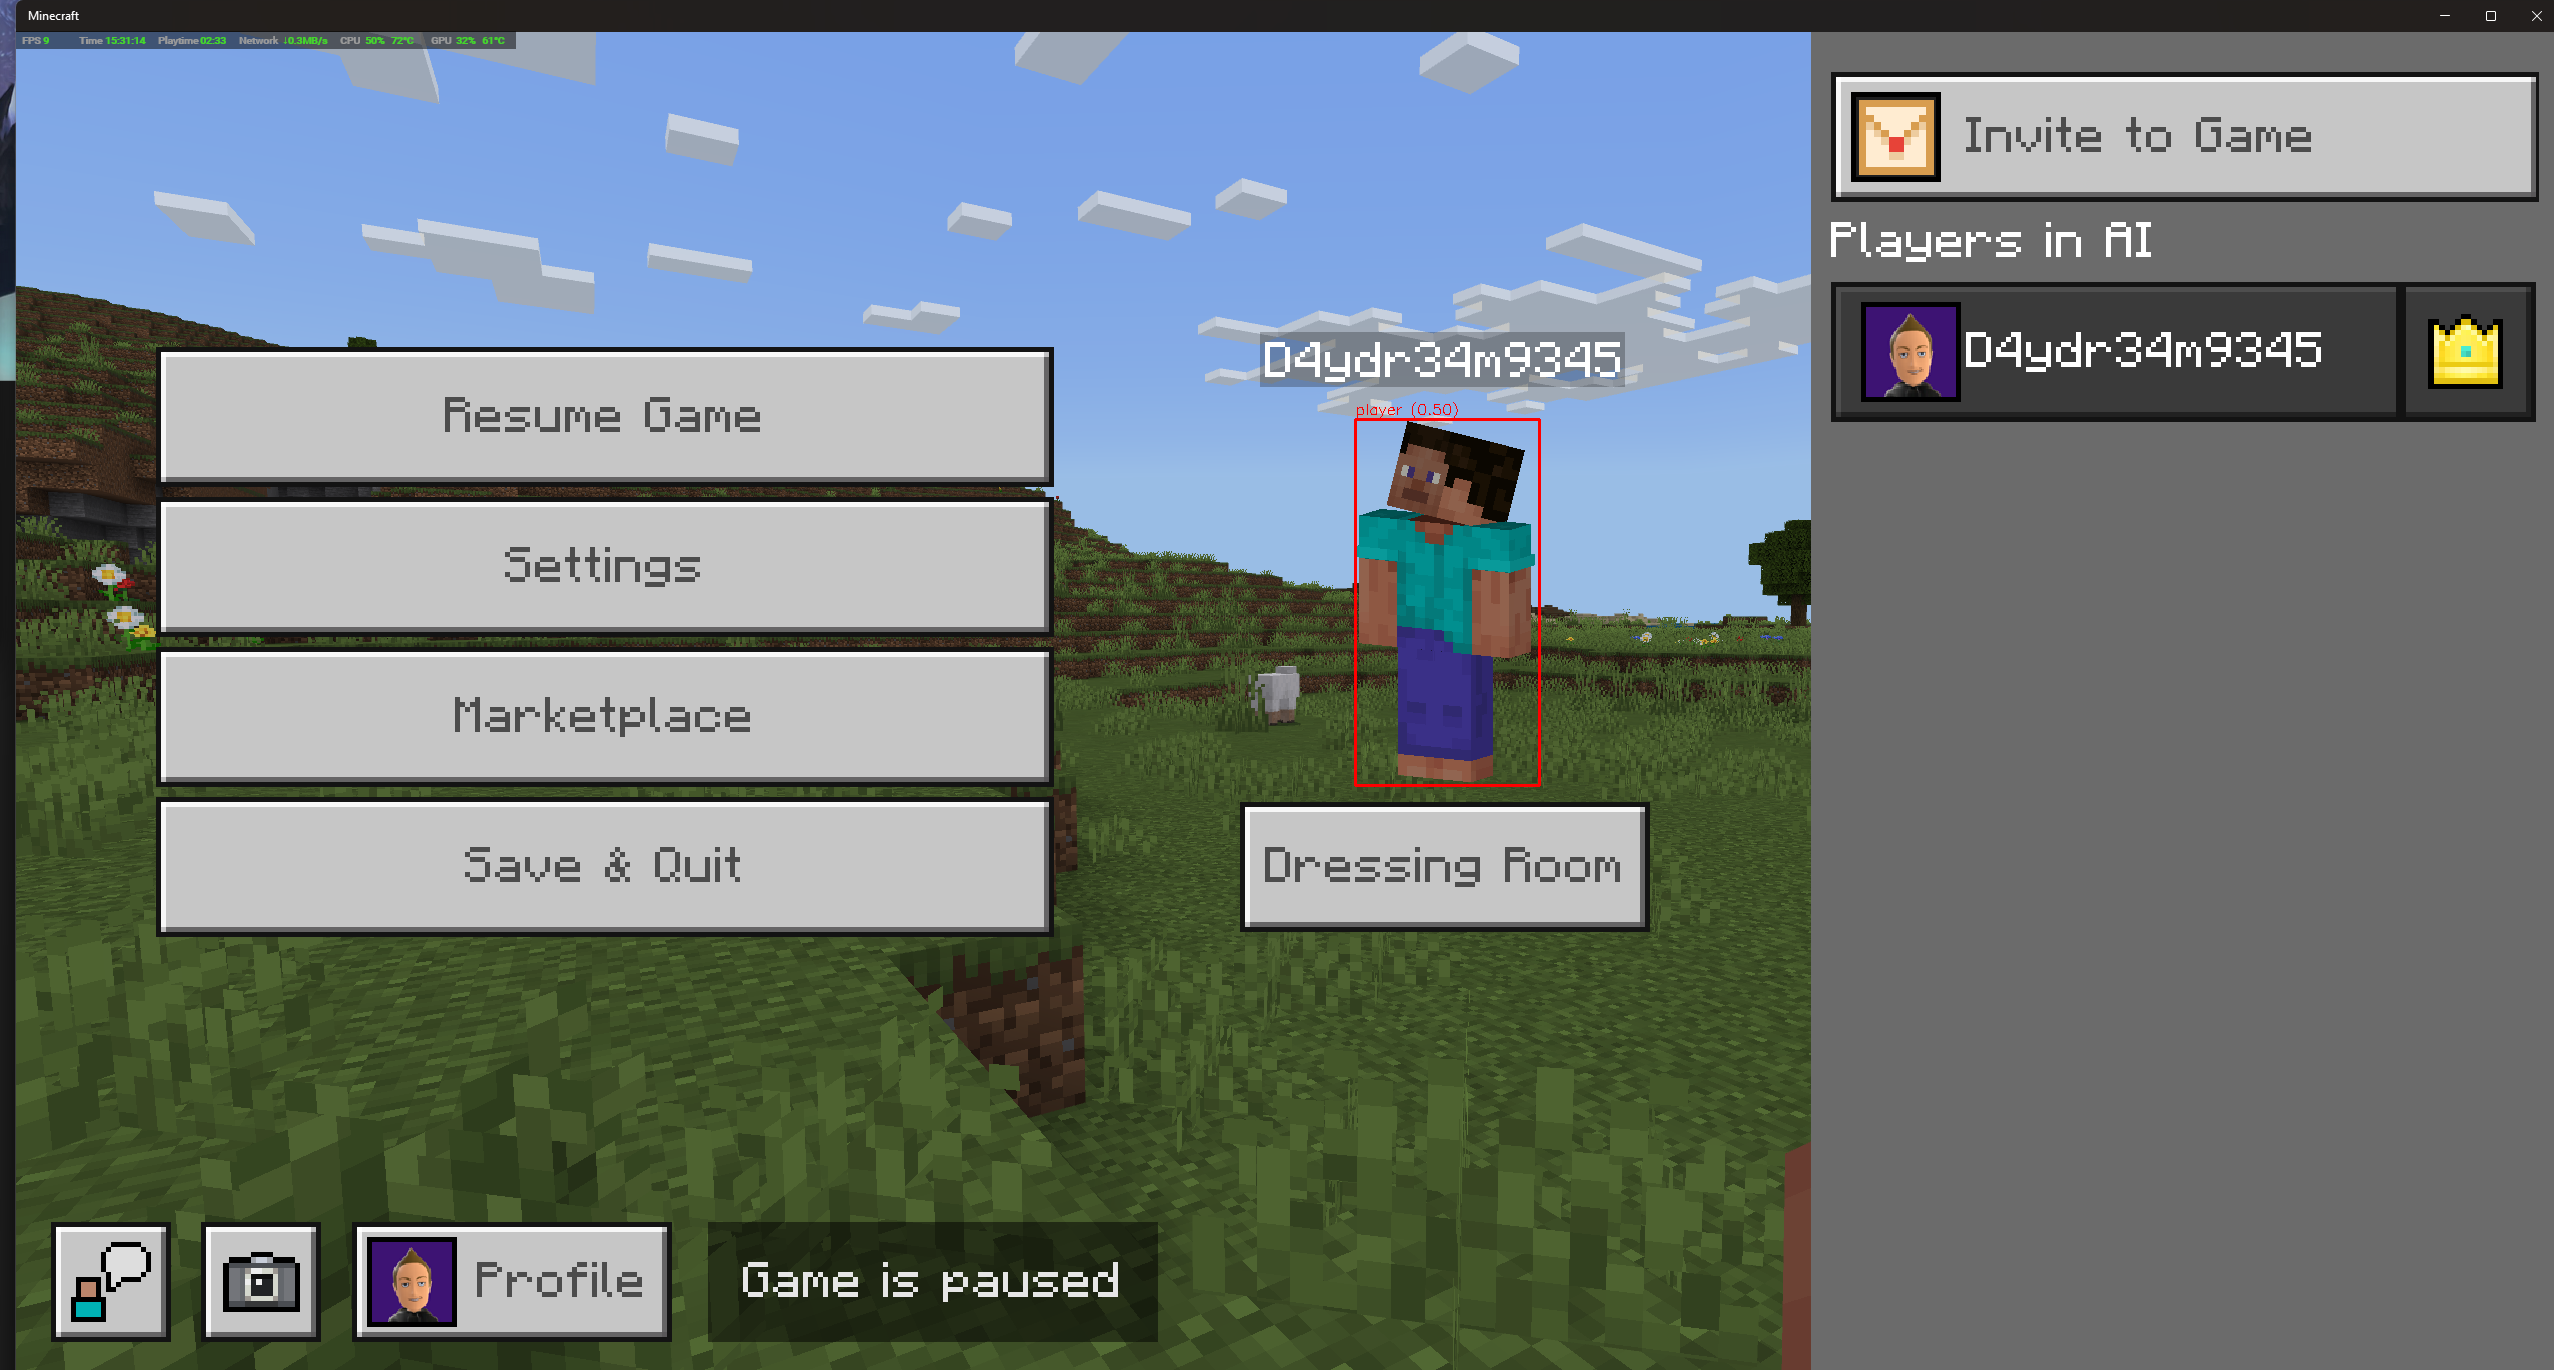 Minecraft
FPS 9 Time 15:31:14 Playtime 02:33 Network ↓0.3MB/s CPU 50% 72°C GPU 32% 61°C
Invite to Game
Players in AI
D4ydr34m9345
D4ydr34m9345
player (0.50)
Resume Game
Settings
Marketplace
Save & Quit
Dressing Room
Profile
Game is paused